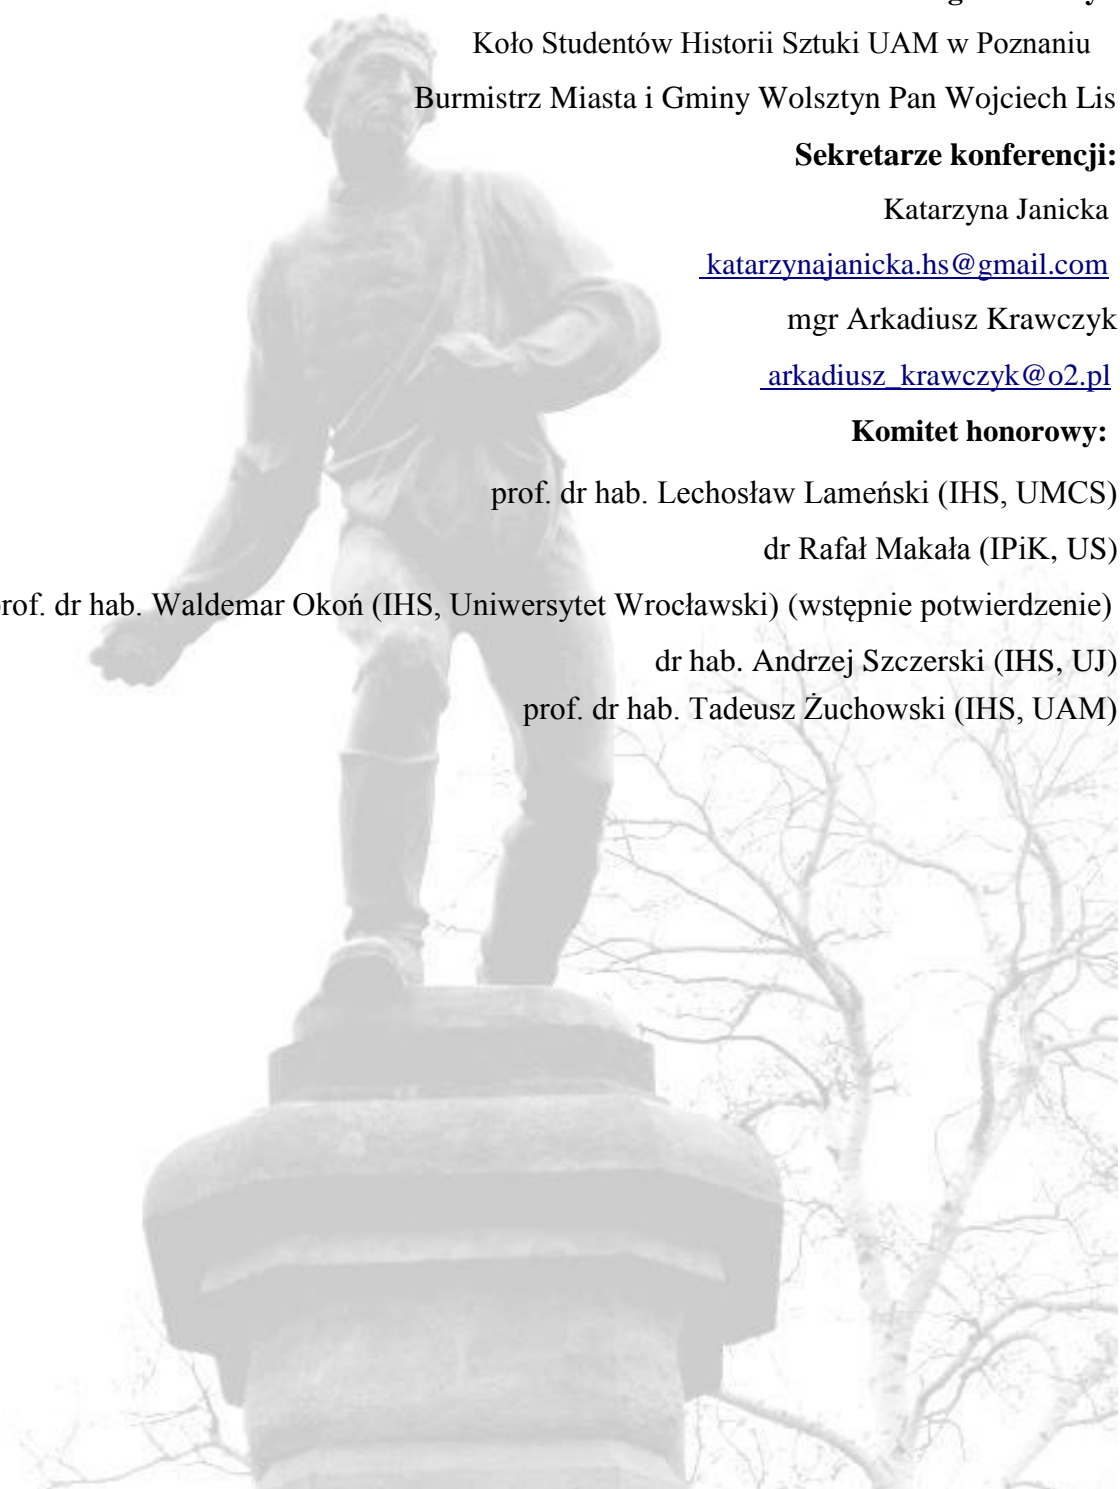 Koło Studentów Historii Sztuki UAM w Poznaniu
Burmistrz Miasta i Gminy Wolsztyn Pan Wojciech Lis
Sekretarze konferencji:
Katarzyna Janicka
katarzynajanicka.hs@gmail.com
mgr Arkadiusz Krawczyk
arkadiusz_krawczyk@o2.pl
Komitet honorowy:
prof. dr hab. Lechosław Lameński (IHS, UMCS)
dr Rafał Makała (IPiK, US)
prof. dr hab. Waldemar Okoń (IHS, Uniwersytet Wrocławski) (wstępnie potwierdzenie)
dr hab. Andrzej Szczerski (IHS, UJ)
prof. dr hab. Tadeusz Żuchowski (IHS, UAM)